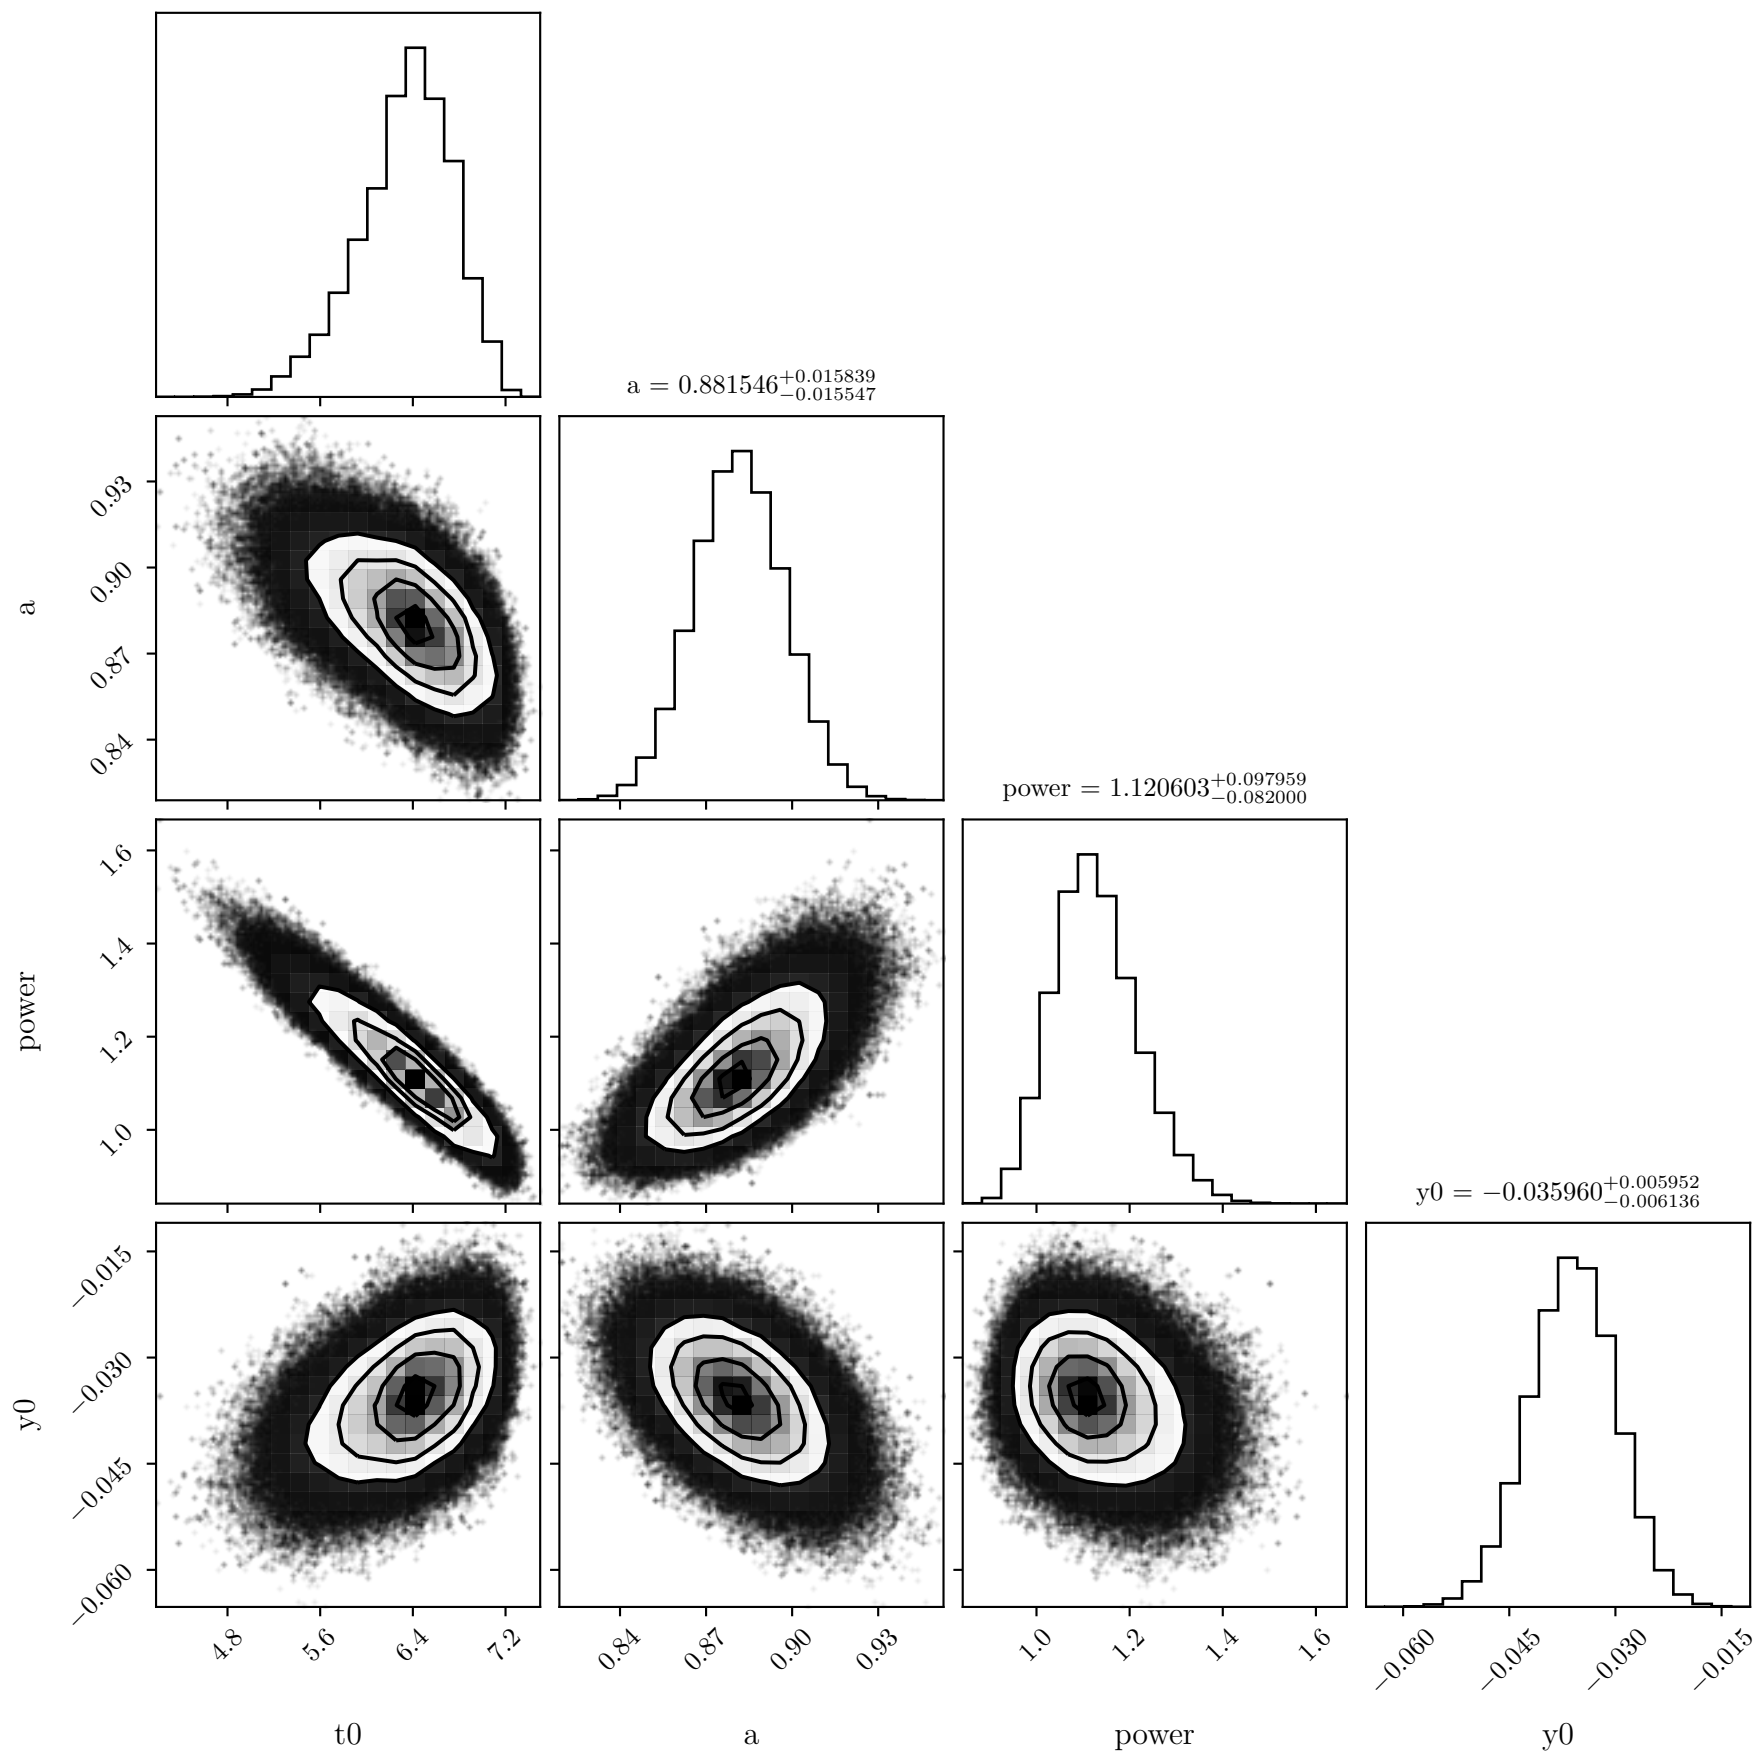 a = 0.881546+0.015839 −0.015547
0.93
0.90
0.87
0.84
a
power = 1.120603+0.097959 −0.082000
1.6
1.4
1.2
1.0
power
y0 = −0.035960+0.005952 −0.006136
−0.015
−0.030
−0.045
−0.060
y0
4.8 5.6 6.4 7.2 0.84 0.87 0.90 0.93 1.0 1.2 1.4 1.6 −0.060 −0.045 −0.030 −0.015
t0 a power y0